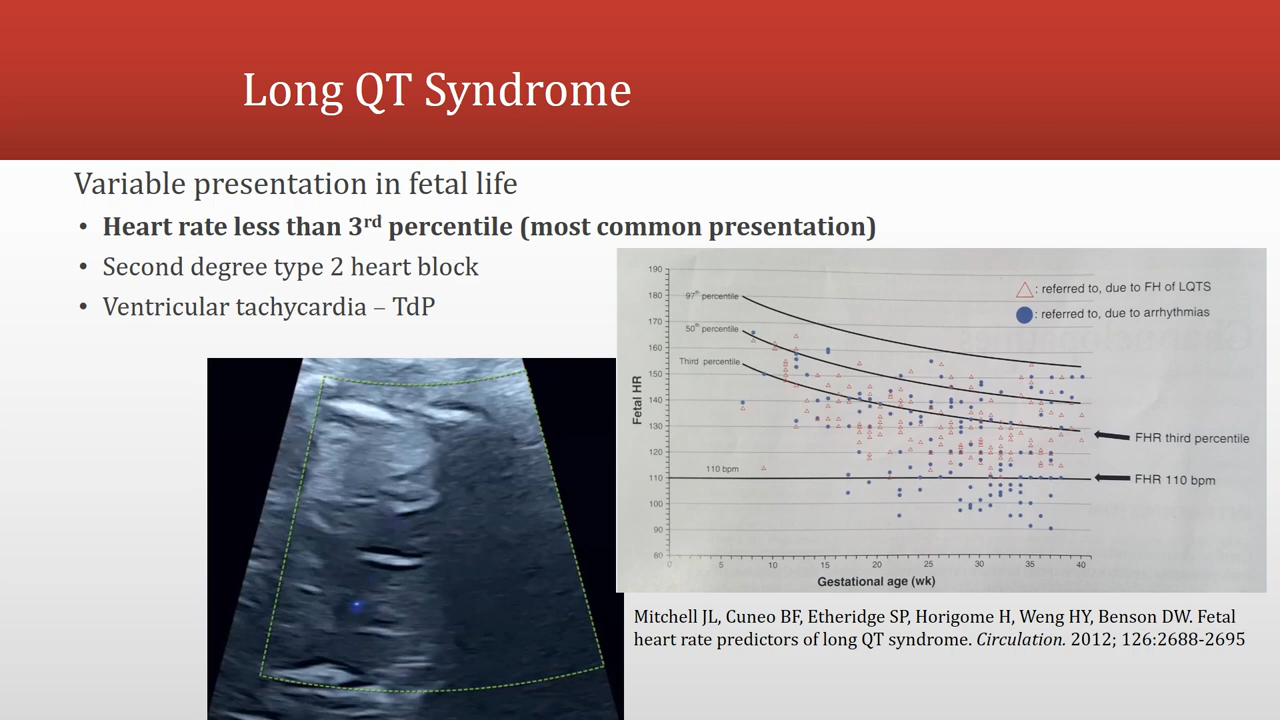 Long QT Syndrome
Variable presentation in fetal life
• Heart rate less than 3rd percentile (most common presentation)
• Second degree type 2 heart block
• Ventricular tachycardia – TdP
190
180
170
160
150
140
130
120
110
100
90
80
Fetal HR
97th percentile
50th percentile
Third percentile
110 bpm
: referred to, due to FH of LQTS
: referred to, due to arrhythmias
FHR third percentile
FHR 110 bpm
0 5 10 15 20 25 30 35 40
Gestational age (wk)
Mitchell JL, Cuneo BF, Etheridge SP, Horigome H, Weng HY, Benson DW. Fetal
heart rate predictors of long QT syndrome. Circulation. 2012; 126:2688-2695